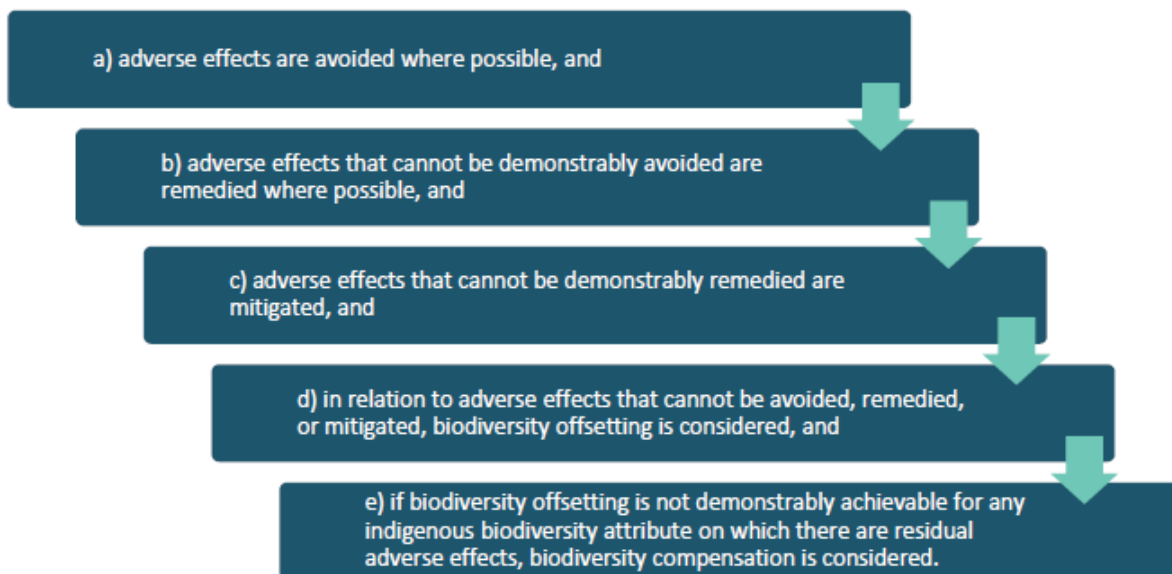 a) adverse effects are avoided where possible, and
b) adverse effects that cannot be demonstrably avoided are
remedied where possible, and
c) adverse effects that cannot be demonstrably remedied are
mitigated, and
d) in relation to adverse effects that cannot be avoided, remedied,
or mitigated, biodiversity offsetting is considered, and
e) if biodiversity offsetting is not demonstrably achievable for any
indigenous biodiversity attribute on which there are residual
adverse effects, biodiversity compensation is considered.